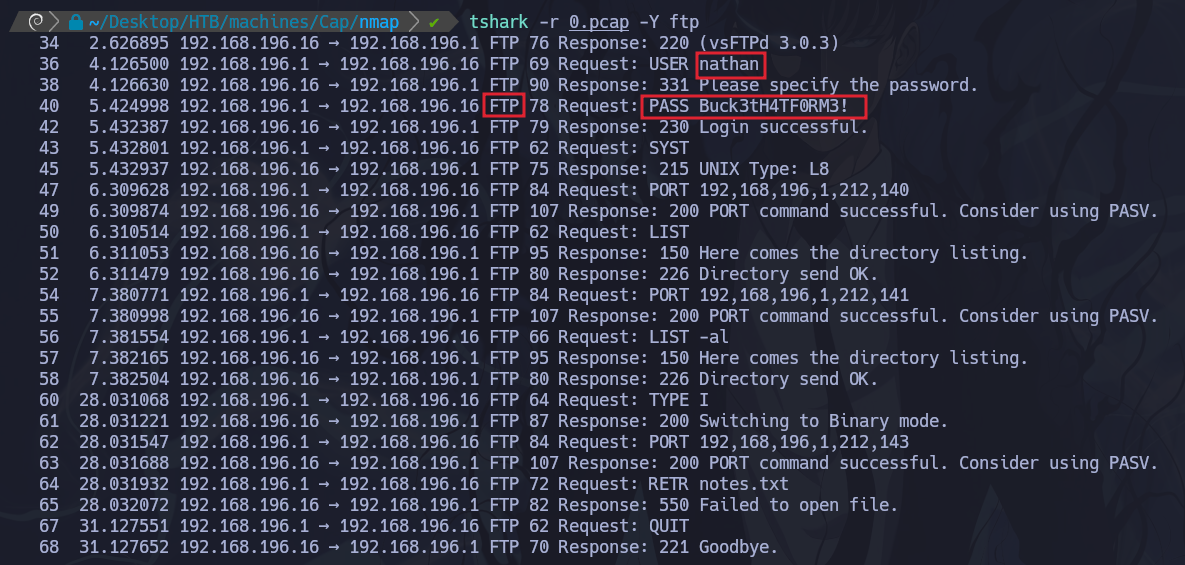 ~/Desktop/HTB/machines/Cap/nmap ✔ tshark -r 0.pcap -Y ftp
34 2.626895 192.168.196.16 → 192.168.196.1 FTP 76 Response: 220 (vsFTPd 3.0.3)
36 4.126500 192.168.196.1 → 192.168.196.16 FTP 69 Request: USER nathan
38 4.126630 192.168.196.16 → 192.168.196.1 FTP 90 Response: 331 Please specify the password.
40 5.424998 192.168.196.1 → 192.168.196.16 FTP 78 Request: PASS Buck3tH4TF0RM3!
42 5.432387 192.168.196.16 → 192.168.196.1 FTP 79 Response: 230 Login successful.
43 5.432801 192.168.196.1 → 192.168.196.16 FTP 62 Request: SYST
45 5.432937 192.168.196.16 → 192.168.196.1 FTP 75 Response: 215 UNIX Type: L8
47 6.309628 192.168.196.1 → 192.168.196.16 FTP 84 Request: PORT 192,168,196,1,212,140
49 6.309874 192.168.196.16 → 192.168.196.1 FTP 107 Response: 200 PORT command successful. Consider using PASV.
50 6.310514 192.168.196.1 → 192.168.196.16 FTP 62 Request: LIST
51 6.311053 192.168.196.16 → 192.168.196.1 FTP 95 Response: 150 Here comes the directory listing.
52 6.311479 192.168.196.16 → 192.168.196.1 FTP 80 Response: 226 Directory send OK.
54 7.380771 192.168.196.1 → 192.168.196.16 FTP 84 Request: PORT 192,168,196,1,212,141
55 7.380998 192.168.196.16 → 192.168.196.1 FTP 107 Response: 200 PORT command successful. Consider using PASV.
56 7.381554 192.168.196.1 → 192.168.196.16 FTP 66 Request: LIST -al
57 7.382165 192.168.196.16 → 192.168.196.1 FTP 95 Response: 150 Here comes the directory listing.
58 7.382504 192.168.196.16 → 192.168.196.1 FTP 80 Response: 226 Directory send OK.
60 28.031068 192.168.196.1 → 192.168.196.16 FTP 64 Request: TYPE I
61 28.031221 192.168.196.16 → 192.168.196.1 FTP 87 Response: 200 Switching to Binary mode.
62 28.031547 192.168.196.1 → 192.168.196.16 FTP 84 Request: PORT 192,168,196,1,212,143
63 28.031688 192.168.196.16 → 192.168.196.1 FTP 107 Response: 200 PORT command successful. Consider using PASV.
64 28.031932 192.168.196.1 → 192.168.196.16 FTP 72 Request: RETR notes.txt
65 28.032072 192.168.196.16 → 192.168.196.1 FTP 82 Response: 550 Failed to open file.
67 31.127551 192.168.196.1 → 192.168.196.16 FTP 62 Request: QUIT
68 31.127652 192.168.196.16 → 192.168.196.1 FTP 70 Response: 221 Goodbye.